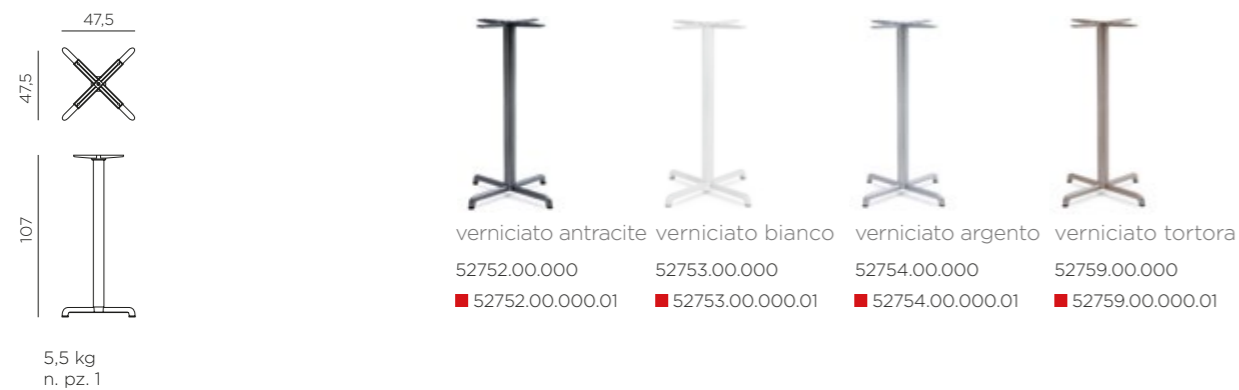 47,5
47,5
107
5,5 kg
n. pz. 1
verniciato antracite
52752.00.000
52752.00.000.01
verniciato bianco
52753.00.000
52753.00.000.01
verniciato argento
52754.00.000
52754.00.000.01
verniciato tortora
52759.00.000
52759.00.000.01